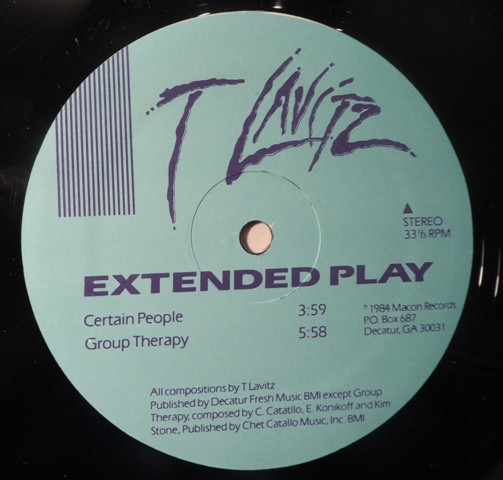 T LAVITZ
▲
STEREO
33⅓ RPM
EXTENDED PLAY
Certain People 3:59
Group Therapy 5:58
℗ 1984 Macon Records
P.O. Box 687
Decatur, GA 30031
All compositions by T Lavitz
Published by Decatur Fresh Music BMI except Group
Therapy, composed by C. Catatllo, E. Konikoff and Kim
Stone, Published by Chet Catallo Music, Inc. BMI